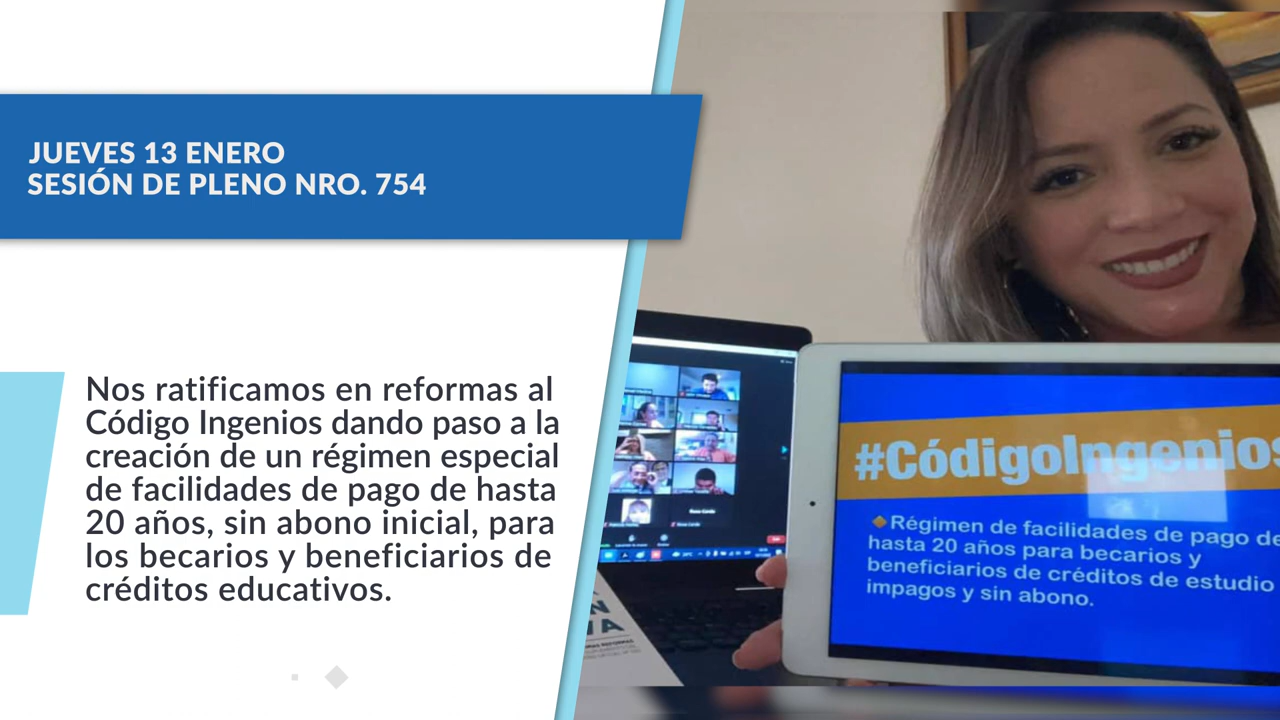 JUEVES 13 ENERO
SESIÓN DE PLENO NRO. 754
Nos ratificamos en reformas al
Código Ingenios dando paso a la
creación de un régimen especial
de facilidades de pago de hasta
20 años, sin abono inicial, para
los becarios y beneficiarios de
créditos educativos.
#CódigoIngenios
Régimen de facilidades de pago de
hasta 20 años para becarios y
beneficiarios de créditos de estudio
impagos y sin abono.